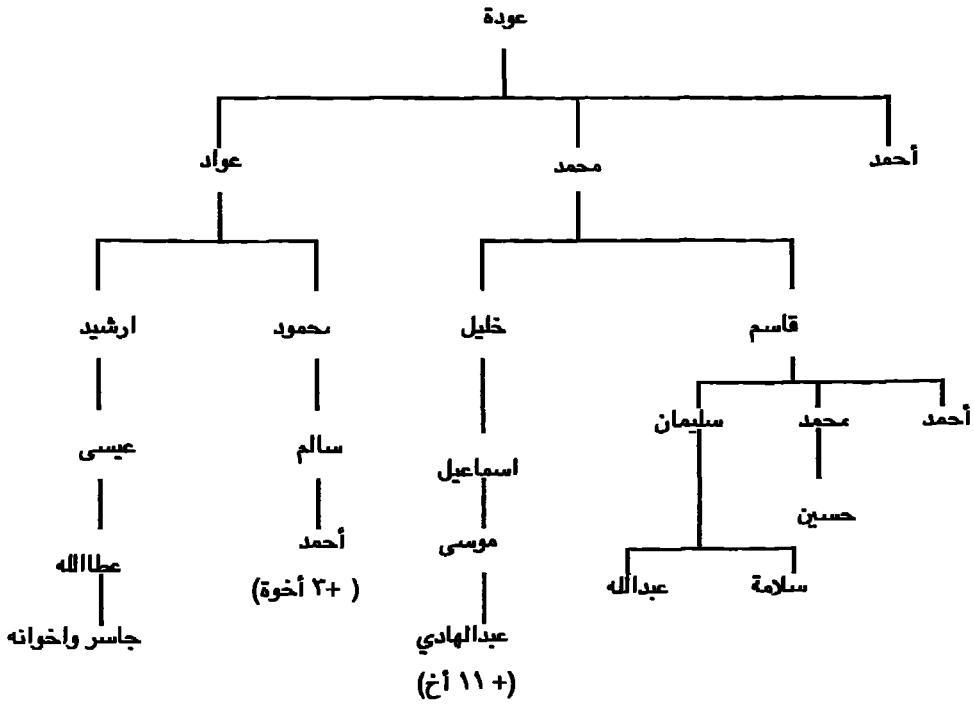 عودة
أحمد
محمد
عواد
قاسم
خليل
محمود
ارشيد
أحمد
محمد
سليمان
اسماعيل
سالم
عيسى
حسين
موسى
أحمد
عطاالله
سلامة
عبدالله
(+ ٣ أخوة)
عبدالهادي
جاسر واخوانه
(+ ١١ أخ)